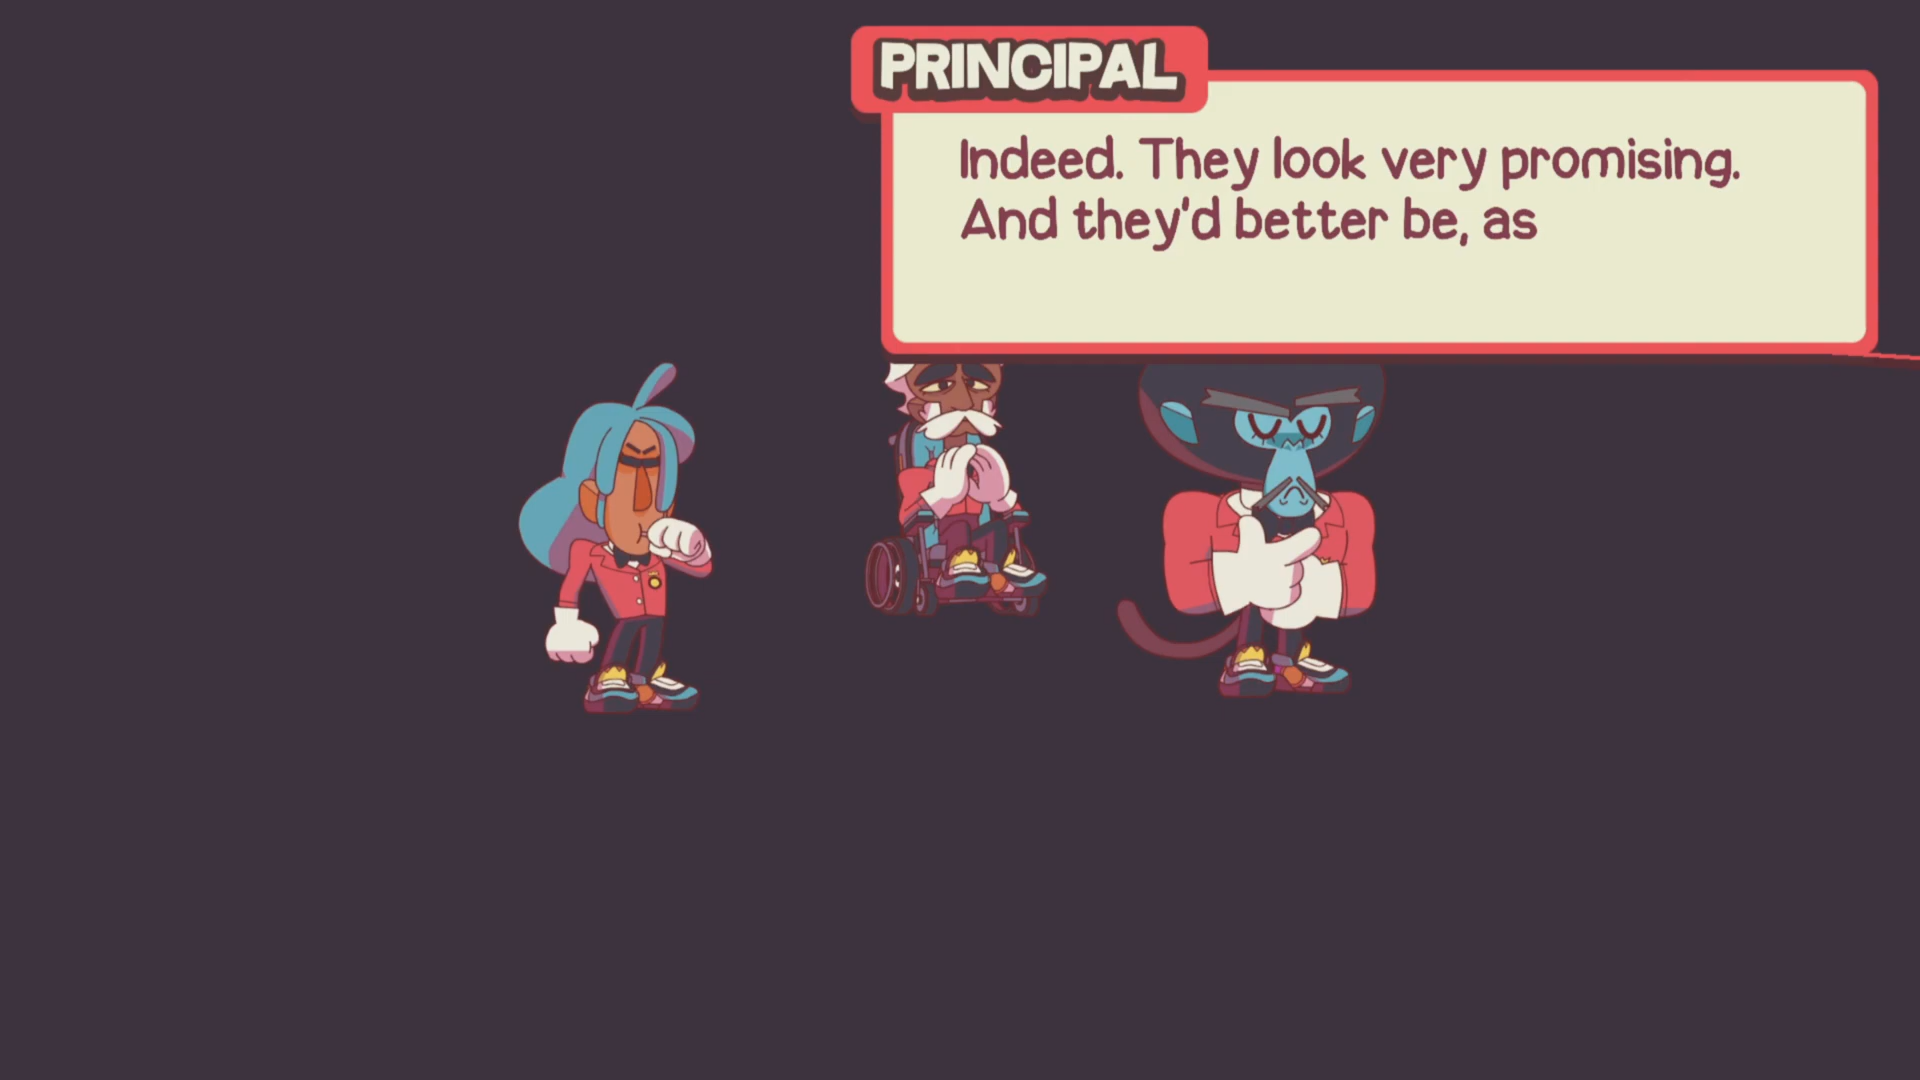 PRINCIPAL
Indeed. They look very promising.
And they'd better be, as